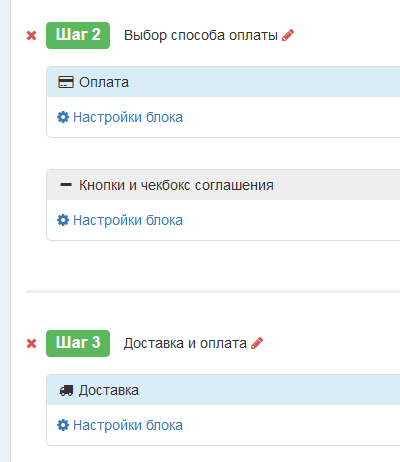 Шаг 2 Выбор способа оплаты
Оплата
Настройки блока
Кнопки и чекбокс соглашения
Настройки блока
Шаг 3 Доставка и оплата
Доставка
Настройки блока